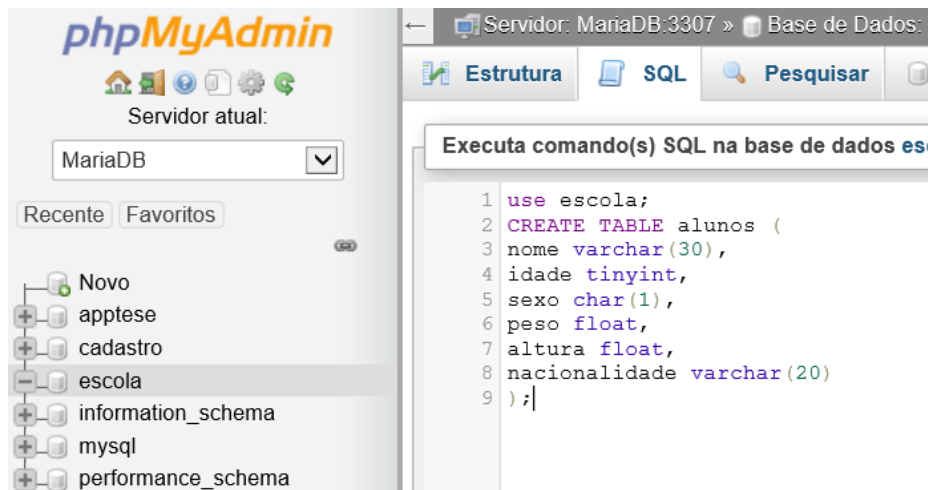 phpMyAdmin
Servidor atual:
MariaDB
Recente Favoritos
Novo
apptese
cadastro
escola
information_schema
mysql
performance_schema
Servidor: MariaDB:3307 » Base de Dados:
Estrutura SQL Pesquisar
Executa comando(s) SQL na base de dados
1 use escola;
2 CREATE TABLE alunos (
3 nome varchar(30),
4 idade tinyint,
5 sexo char(1),
6 peso float,
7 altura float,
8 nacionalidade varchar(20)
9 );